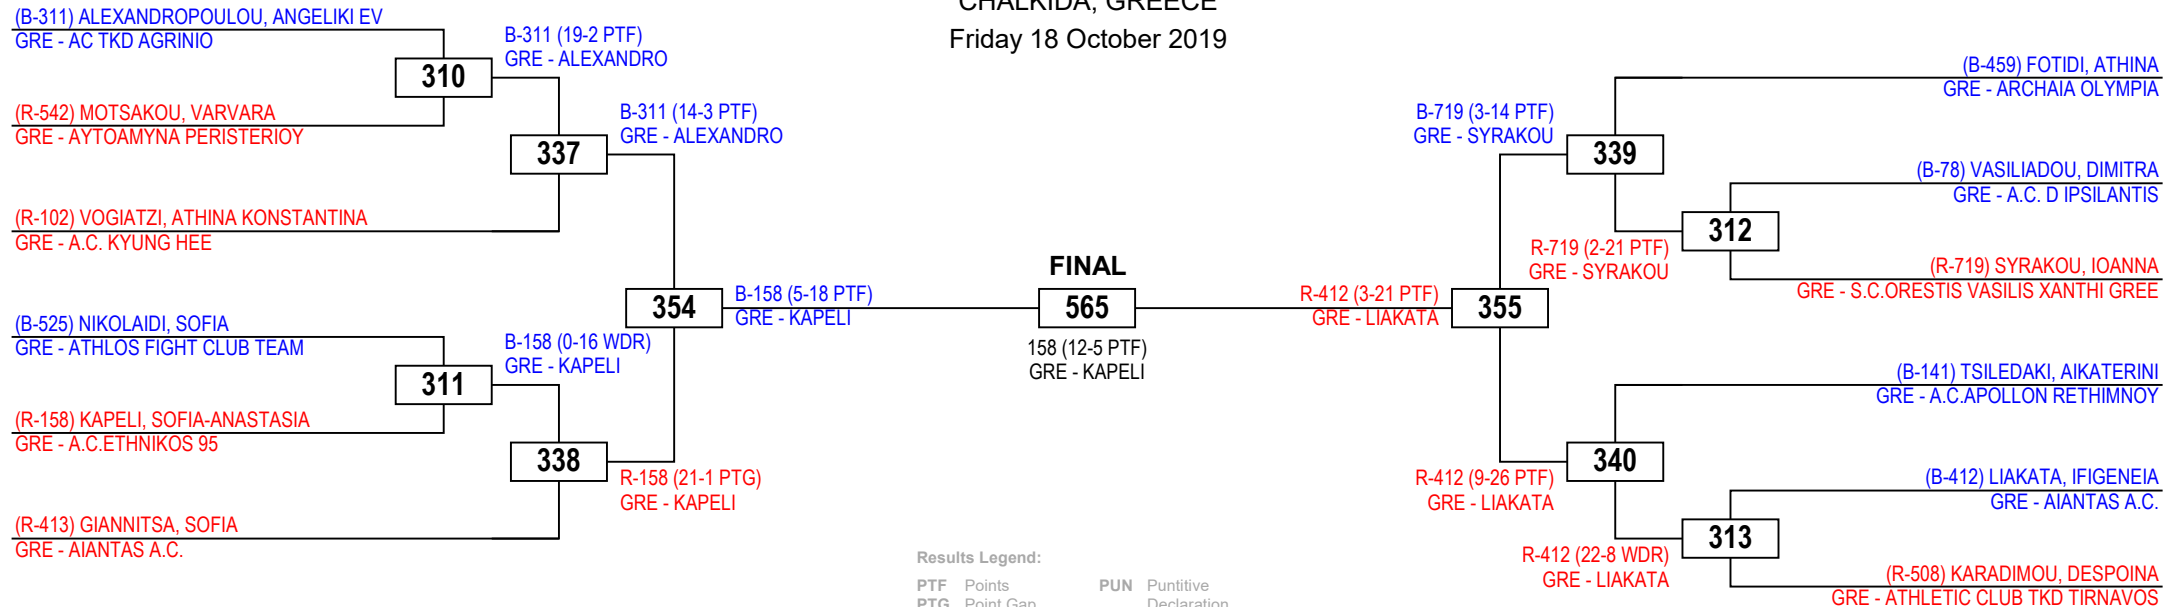 CHALKIDA, GREECE
Friday 18 October 2019
(B-311) ALEXANDROPOULOU, ANGELIKI EV
GRE - AC TKD AGRINIO
310
(R-542) MOTSAKOU, VARVARA
GRE - AYTOAMYNA PERISTERIOY
B-311 (19-2 PTF)
GRE - ALEXANDRO
337
(R-102) VOGIATZI, ATHINA KONSTANTINA
GRE - A.C. KYUNG HEE
B-311 (14-3 PTF)
GRE - ALEXANDRO
354
(B-525) NIKOLAIDI, SOFIA
GRE - ATHLOS FIGHT CLUB TEAM
311
(R-158) KAPELI, SOFIA-ANASTASIA
GRE - A.C.ETHNIKOS 95
B-158 (0-16 WDR)
GRE - KAPELI
338
(R-413) GIANNITSA, SOFIA
GRE - AIANTAS A.C.
R-158 (21-1 PTG)
GRE - KAPELI
B-158 (5-18 PTF)
GRE - KAPELI
FINAL
565
158 (12-5 PTF)
GRE - KAPELI
R-412 (3-21 PTF)
GRE - LIAKATA
355
B-719 (3-14 PTF)
GRE - SYRAKOU
339
(B-459) FOTIDI, ATHINA
GRE - ARCHAIA OLYMPIA
(B-78) VASILIADOU, DIMITRA
GRE - A.C. D IPSILANTIS
312
R-719 (2-21 PTF)
GRE - SYRAKOU
(R-719) SYRAKOU, IOANNA
GRE - S.C.ORESTIS VASILIS XANTHI GREE
(B-141) TSILEDAKI, AIKATERINI
GRE - A.C.APOLLON RETHIMNOY
340
R-412 (9-26 PTF)
GRE - LIAKATA
(B-412) LIAKATA, IFIGENEIA
GRE - AIANTAS A.C.
313
R-412 (22-8 WDR)
GRE - LIAKATA
(R-508) KARADIMOU, DESPOINA
GRE - ATHLETIC CLUB TKD TIRNAVOS
Results Legend:
PTF Points PUN Puntitive
PTG Point Gap Declaration